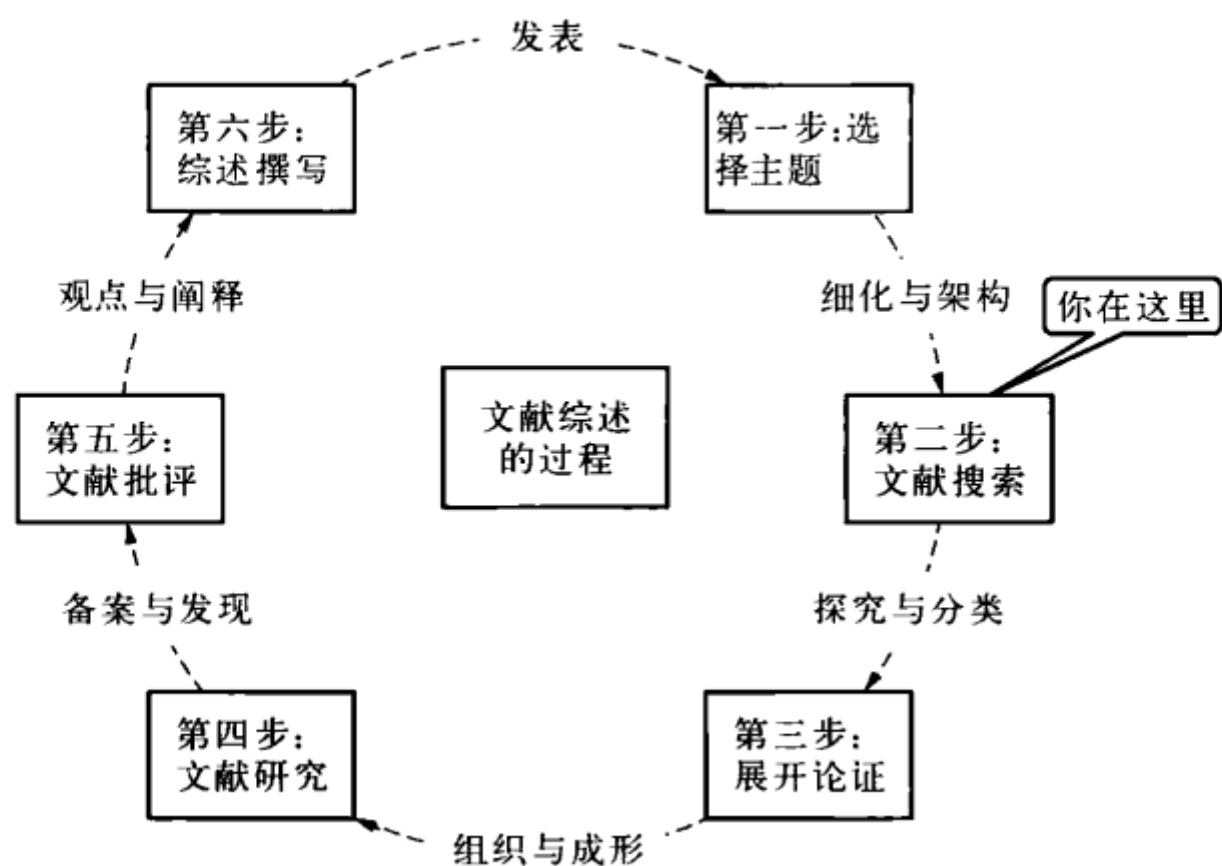 发表
第六步：
综述撰写
第一步：选
择主题
观点与阐释
细化与架构
你在这里
文献综述
的过程
第五步：
文献批评
第二步：
文献搜索
备案与发现
探究与分类
第四步：
文献研究
第三步：
展开论证
组织与成形